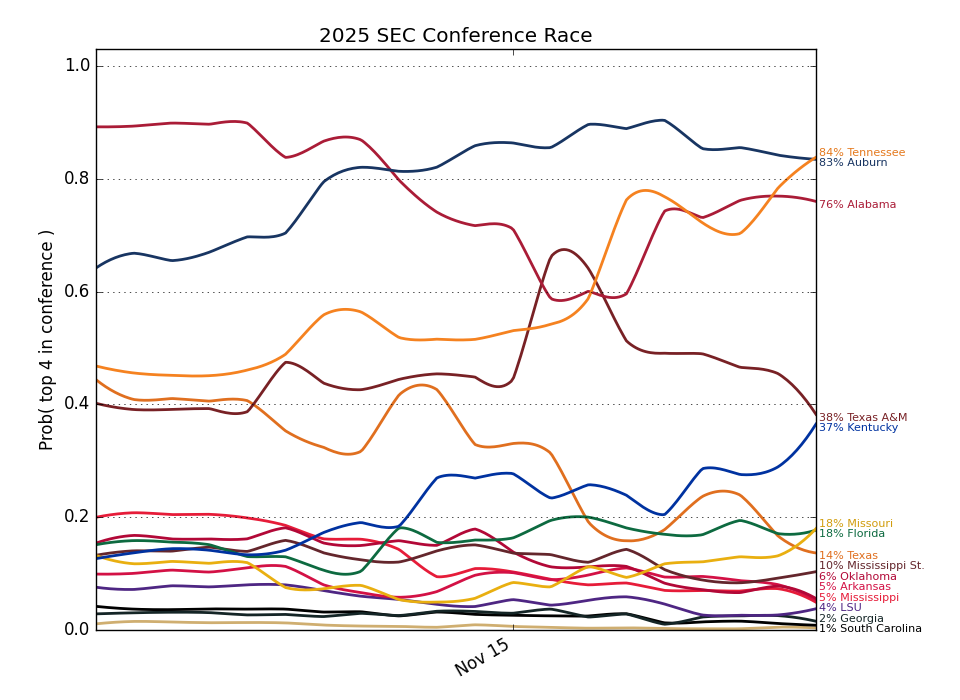 2025 SEC Conference Race
Prob( top 4 in conference )
1.0
0.8
0.6
0.4
0.2
0.0
Nov 15
84% Tennessee
83% Auburn
76% Alabama
38% Texas A&M
37% Kentucky
18% Missouri
18% Florida
14% Texas
10% Mississippi St.
6% Oklahoma
5% Arkansas
5% Mississippi
4% LSU
2% Georgia
1% South Carolina